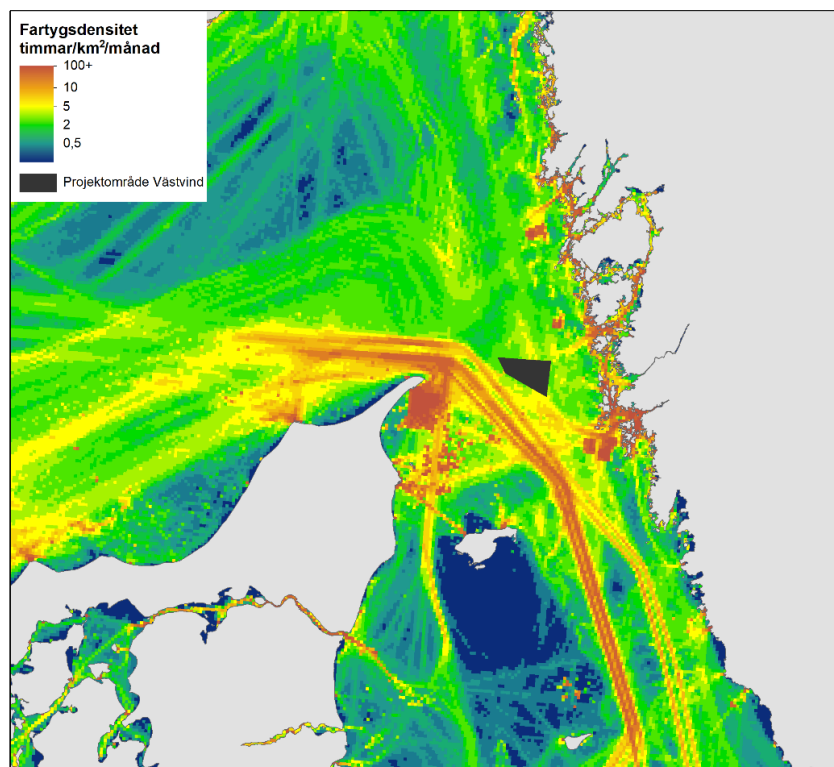 Fartygsdensitet
timmar/km²/månad
100+
10
5
2
0,5
Projektområde Västvind